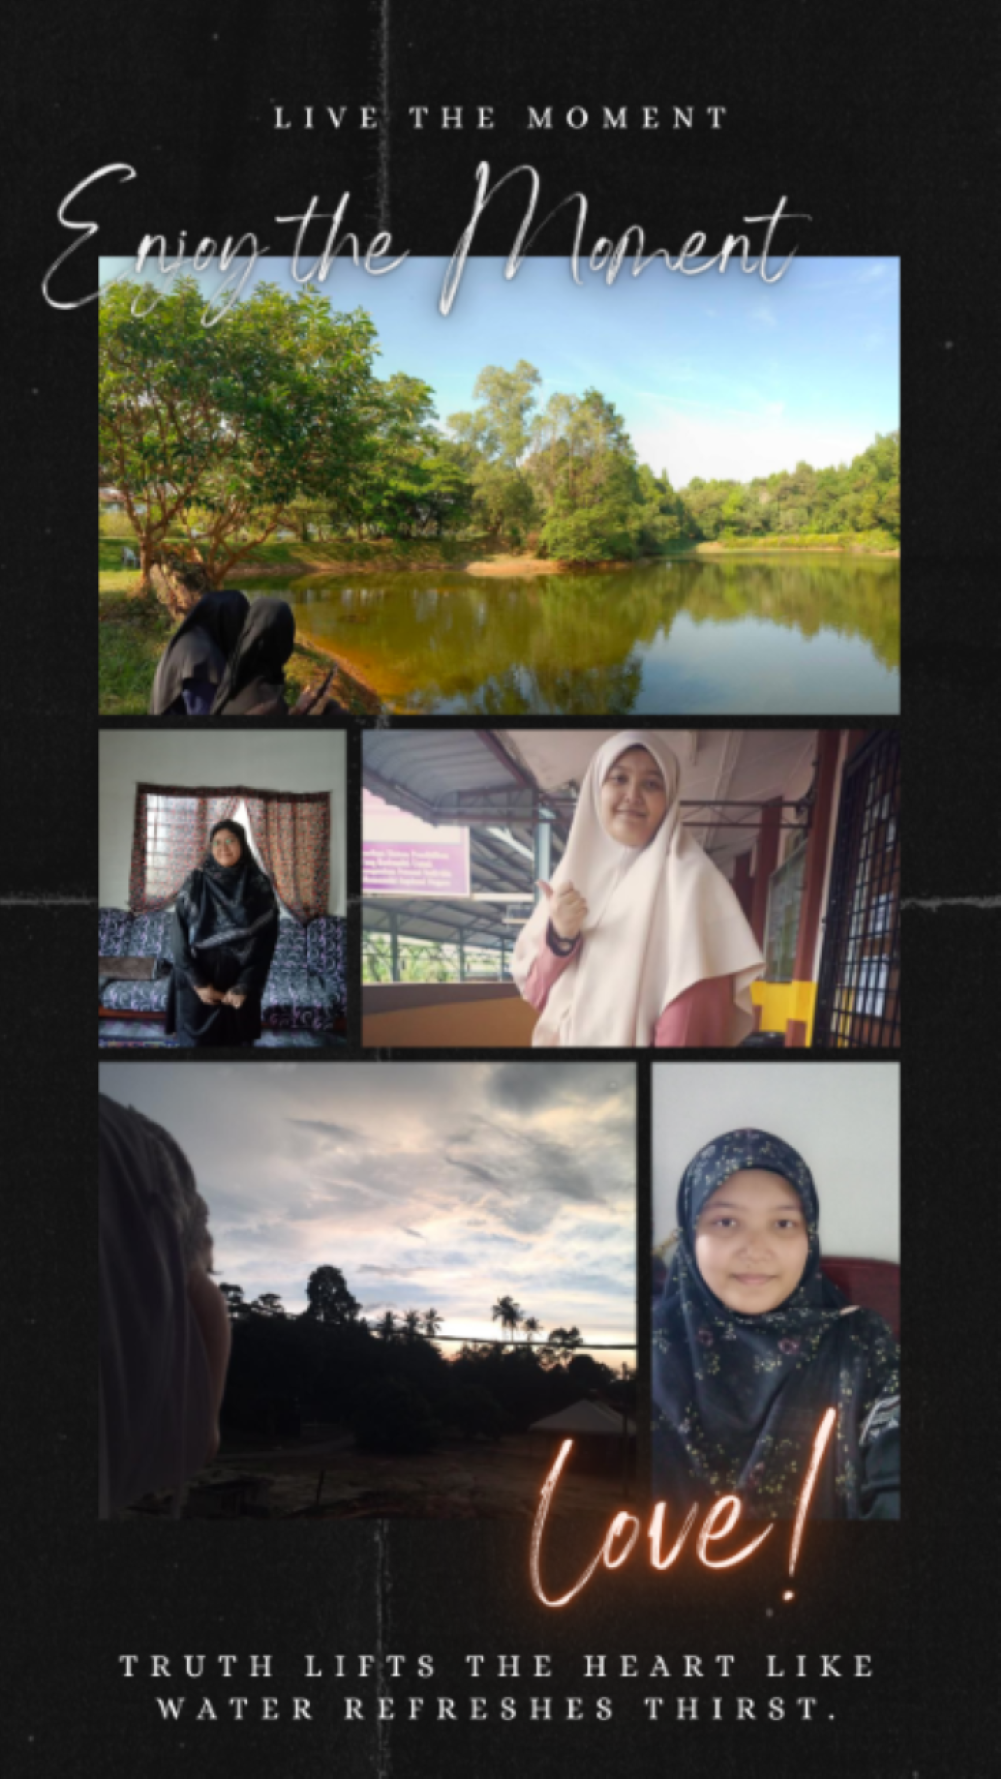 LIVE THE MOMENT
Enjoy the Moment
Love!
TRUTH LIFTS THE HEART LIKE
WATER REFRESHES THIRST.